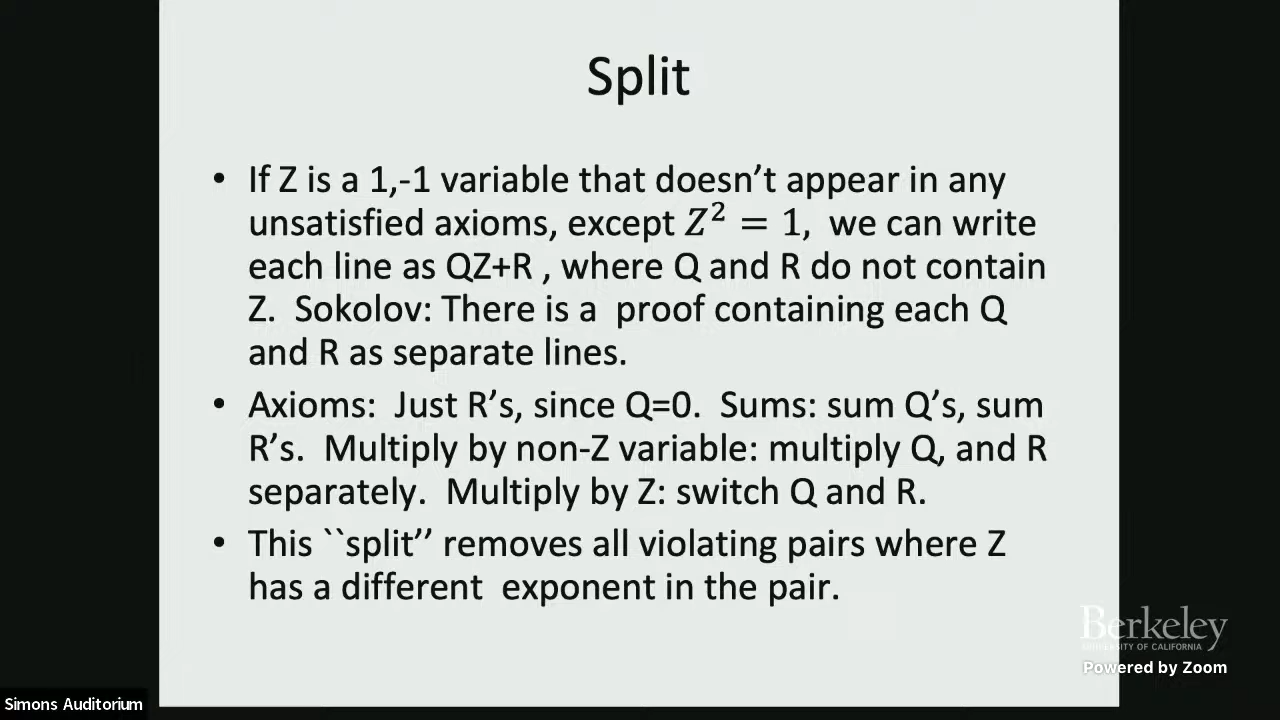 Split
• If Z is a 1,-1 variable that doesn’t appear in any
unsatisfied axioms, except Z² = 1, we can write
each line as QZ+R , where Q and R do not contain
Z. Sokolov: There is a proof containing each Q
and R as separate lines.
• Axioms: Just R’s, since Q=0. Sums: sum Q’s, sum
R’s. Multiply by non-Z variable: multiply Q, and R
separately. Multiply by Z: switch Q and R.
• This ``split’’ removes all violating pairs where Z
has a different exponent in the pair.
Berkeley
UNIVERSITY OF CALIFORNIA
Powered by Zoom
Simons Auditorium